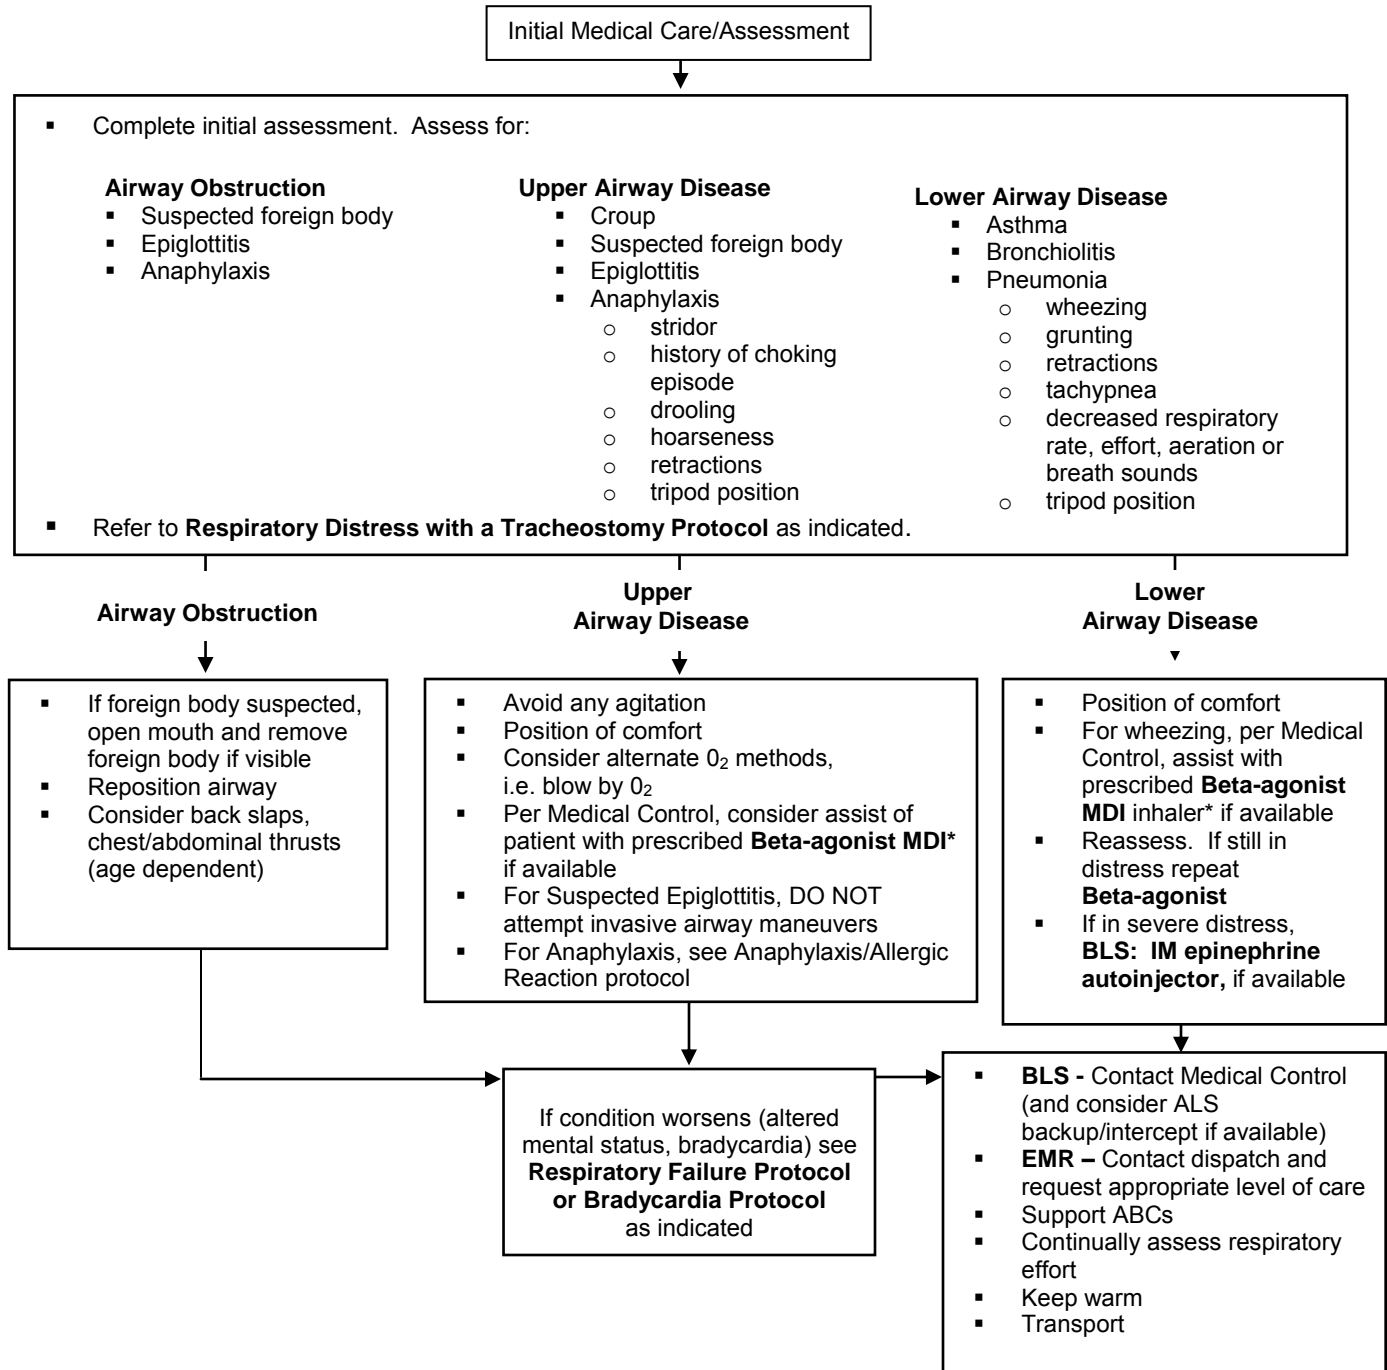 Initial Medical Care/Assessment
▪ Complete initial assessment.  Assess for:
Airway Obstruction
▪ Suspected foreign body
▪ Epiglottitis
▪ Anaphylaxis
Upper Airway Disease
▪ Croup
▪ Suspected foreign body
▪ Epiglottitis
▪ Anaphylaxis
o stridor
o history of choking
episode
o drooling
o hoarseness
o retractions
o tripod position
Lower Airway Disease
▪ Asthma
▪ Bronchiolitis
▪ Pneumonia
o wheezing
o grunting
o retractions
o tachypnea
o decreased respiratory
rate, effort, aeration or
breath sounds
o tripod position
▪ Refer to Respiratory Distress with a Tracheostomy Protocol as indicated.
Airway Obstruction
▪ If foreign body suspected,
open mouth and remove
foreign body if visible
▪ Reposition airway
▪ Consider back slaps,
chest/abdominal thrusts
(age dependent)
Upper
Airway Disease
▪ Avoid any agitation
▪ Position of comfort
▪ Consider alternate 0₂ methods,
i.e. blow by 0₂
▪ Per Medical Control, consider assist of
patient with prescribed Beta-agonist MDI*
if available
▪ For Suspected Epiglottitis, DO NOT
attempt invasive airway maneuvers
▪ For Anaphylaxis, see Anaphylaxis/Allergic
Reaction protocol
Lower
Airway Disease
▪ Position of comfort
▪ For wheezing, per Medical
Control, assist with
prescribed Beta-agonist
MDI inhaler* if available
▪ Reassess.  If still in
distress repeat
Beta-agonist
▪ If in severe distress,
BLS:  IM epinephrine
autoinjector, if available
If condition worsens (altered
mental status, bradycardia) see
Respiratory Failure Protocol
or Bradycardia Protocol
as indicated
▪ BLS - Contact Medical Control
(and consider ALS
backup/intercept if available)
▪ EMR – Contact dispatch and
request appropriate level of care
▪ Support ABCs
▪ Continually assess respiratory
effort
▪ Keep warm
▪ Transport